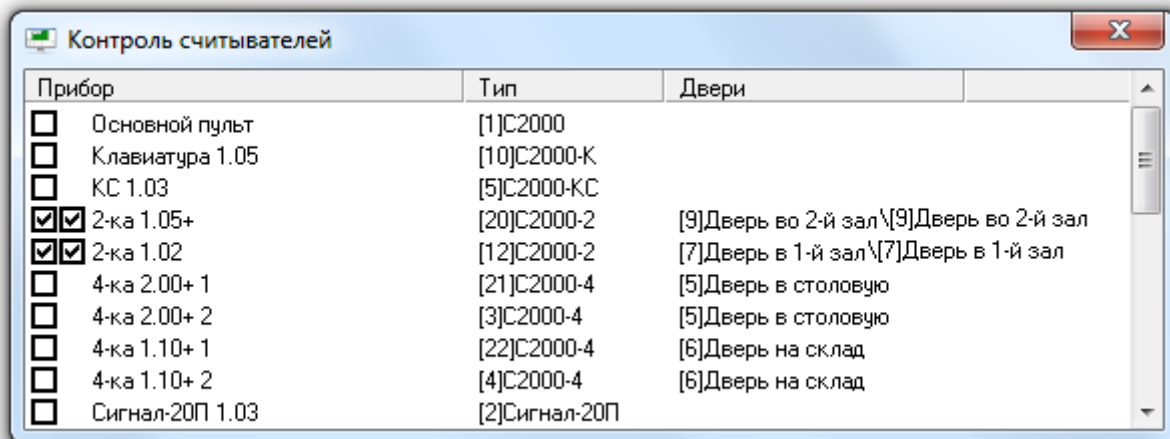 Контроль считывателей
Прибор Тип Двери
Основной пульт [1]С2000
Клавиатура 1.05 [10]С2000-К
КС 1.03 [5]С2000-КС
2-ка 1.05+ [20]С2000-2 [9]Дверь во 2-й зал\[9]Дверь во 2-й зал
2-ка 1.02 [12]С2000-2 [7]Дверь в 1-й зал\[7]Дверь в 1-й зал
4-ка 2.00+ 1 [21]С2000-4 [5]Дверь в столовую
4-ка 2.00+ 2 [3]С2000-4 [5]Дверь в столовую
4-ка 1.10+ 1 [22]С2000-4 [6]Дверь на склад
4-ка 1.10+ 2 [4]С2000-4 [6]Дверь на склад
Сигнал-20П 1.03 [2]Сигнал-20П